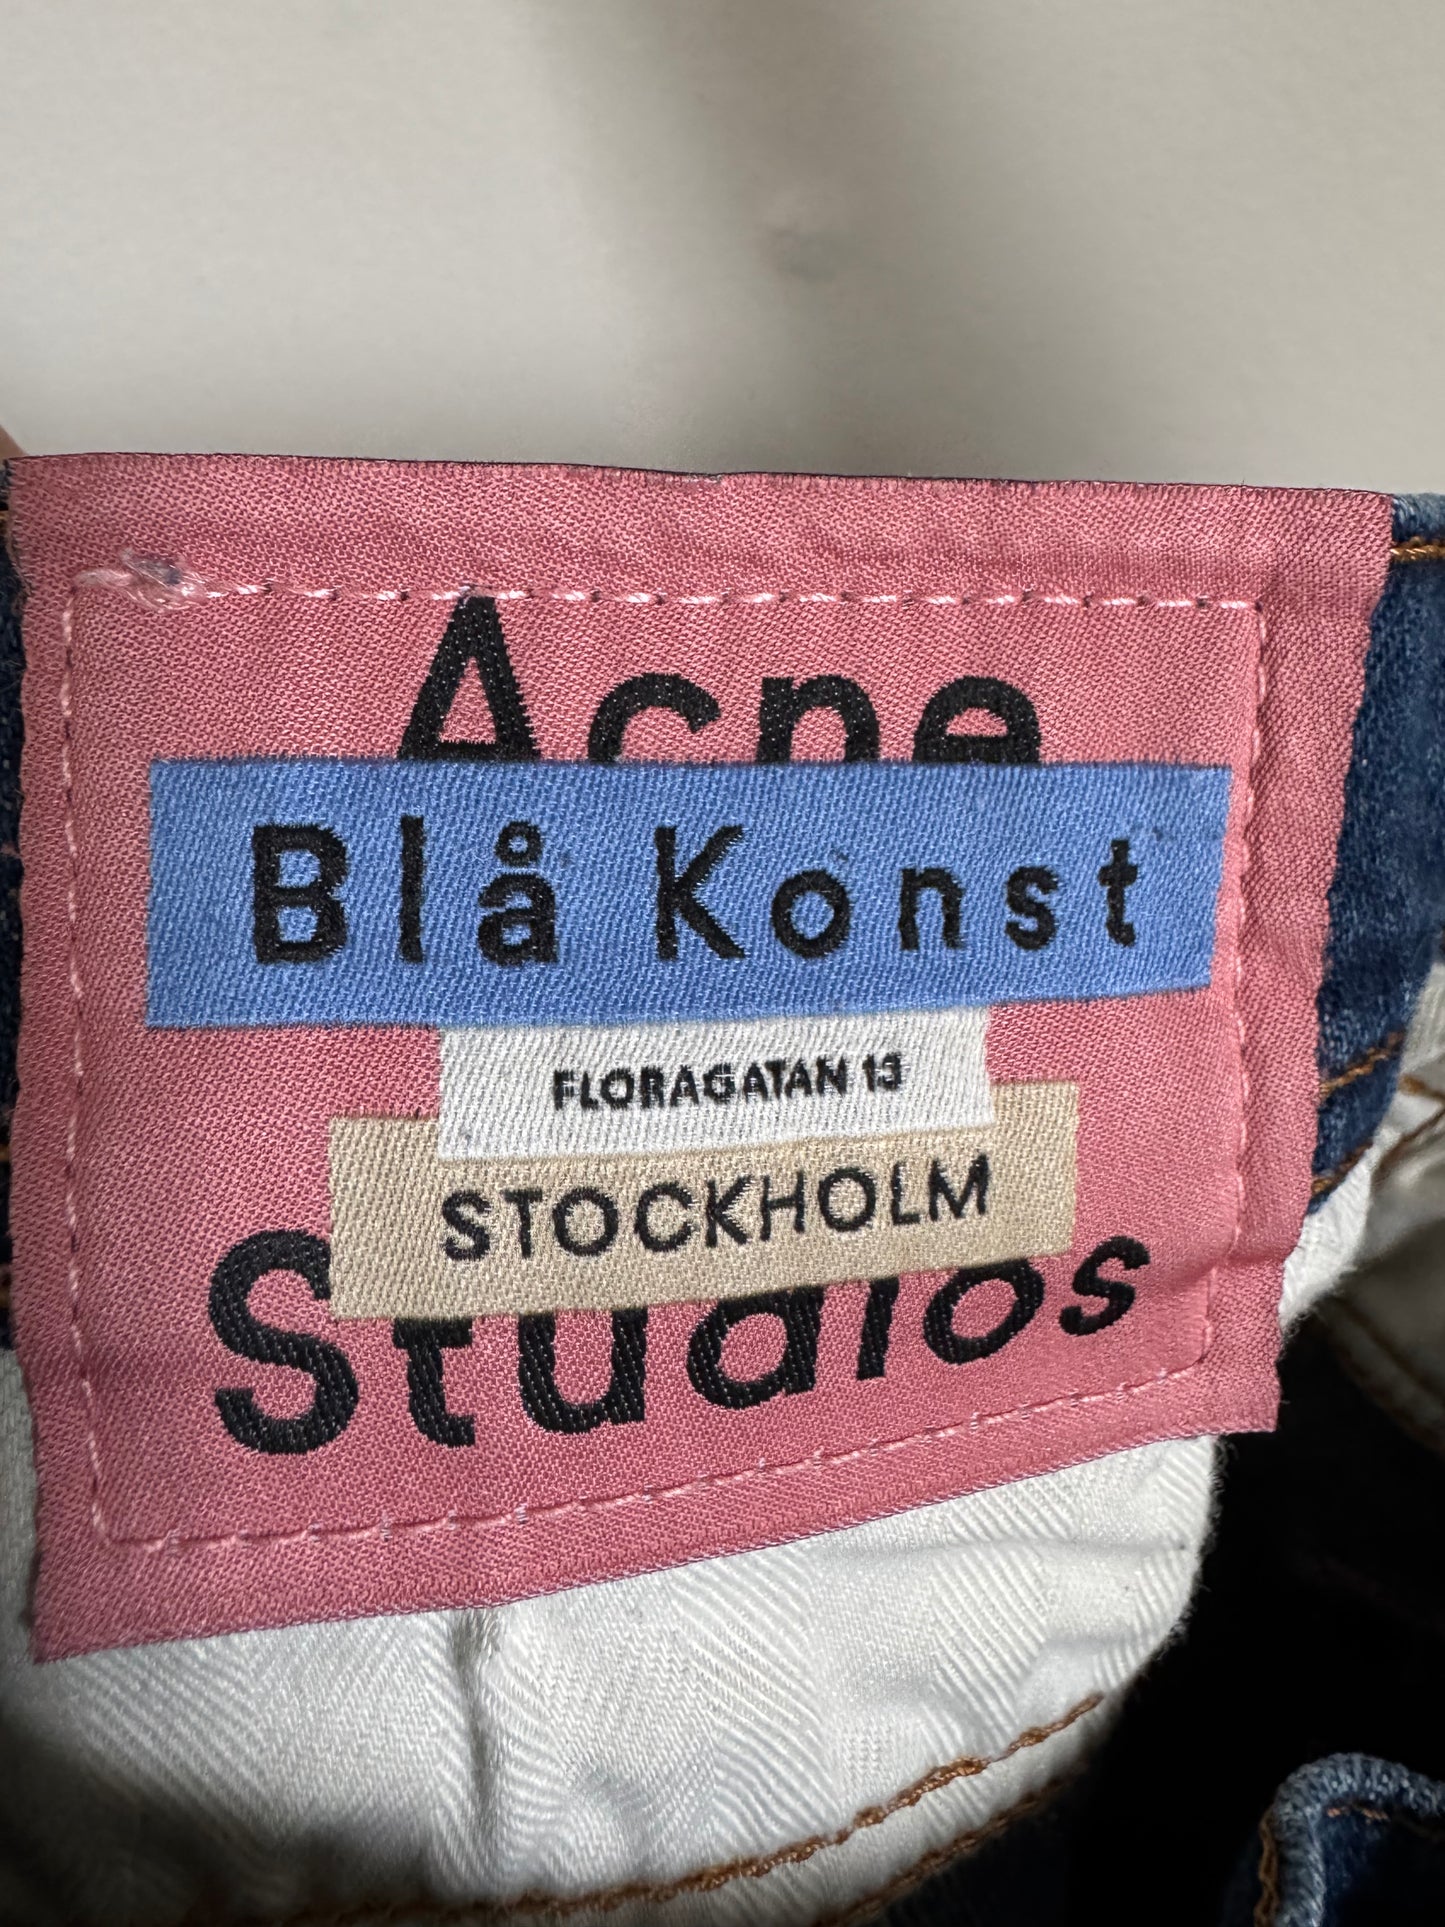 Acne
Blå Konst
FLORAGATAN 13
STOCKHOLM
Studios